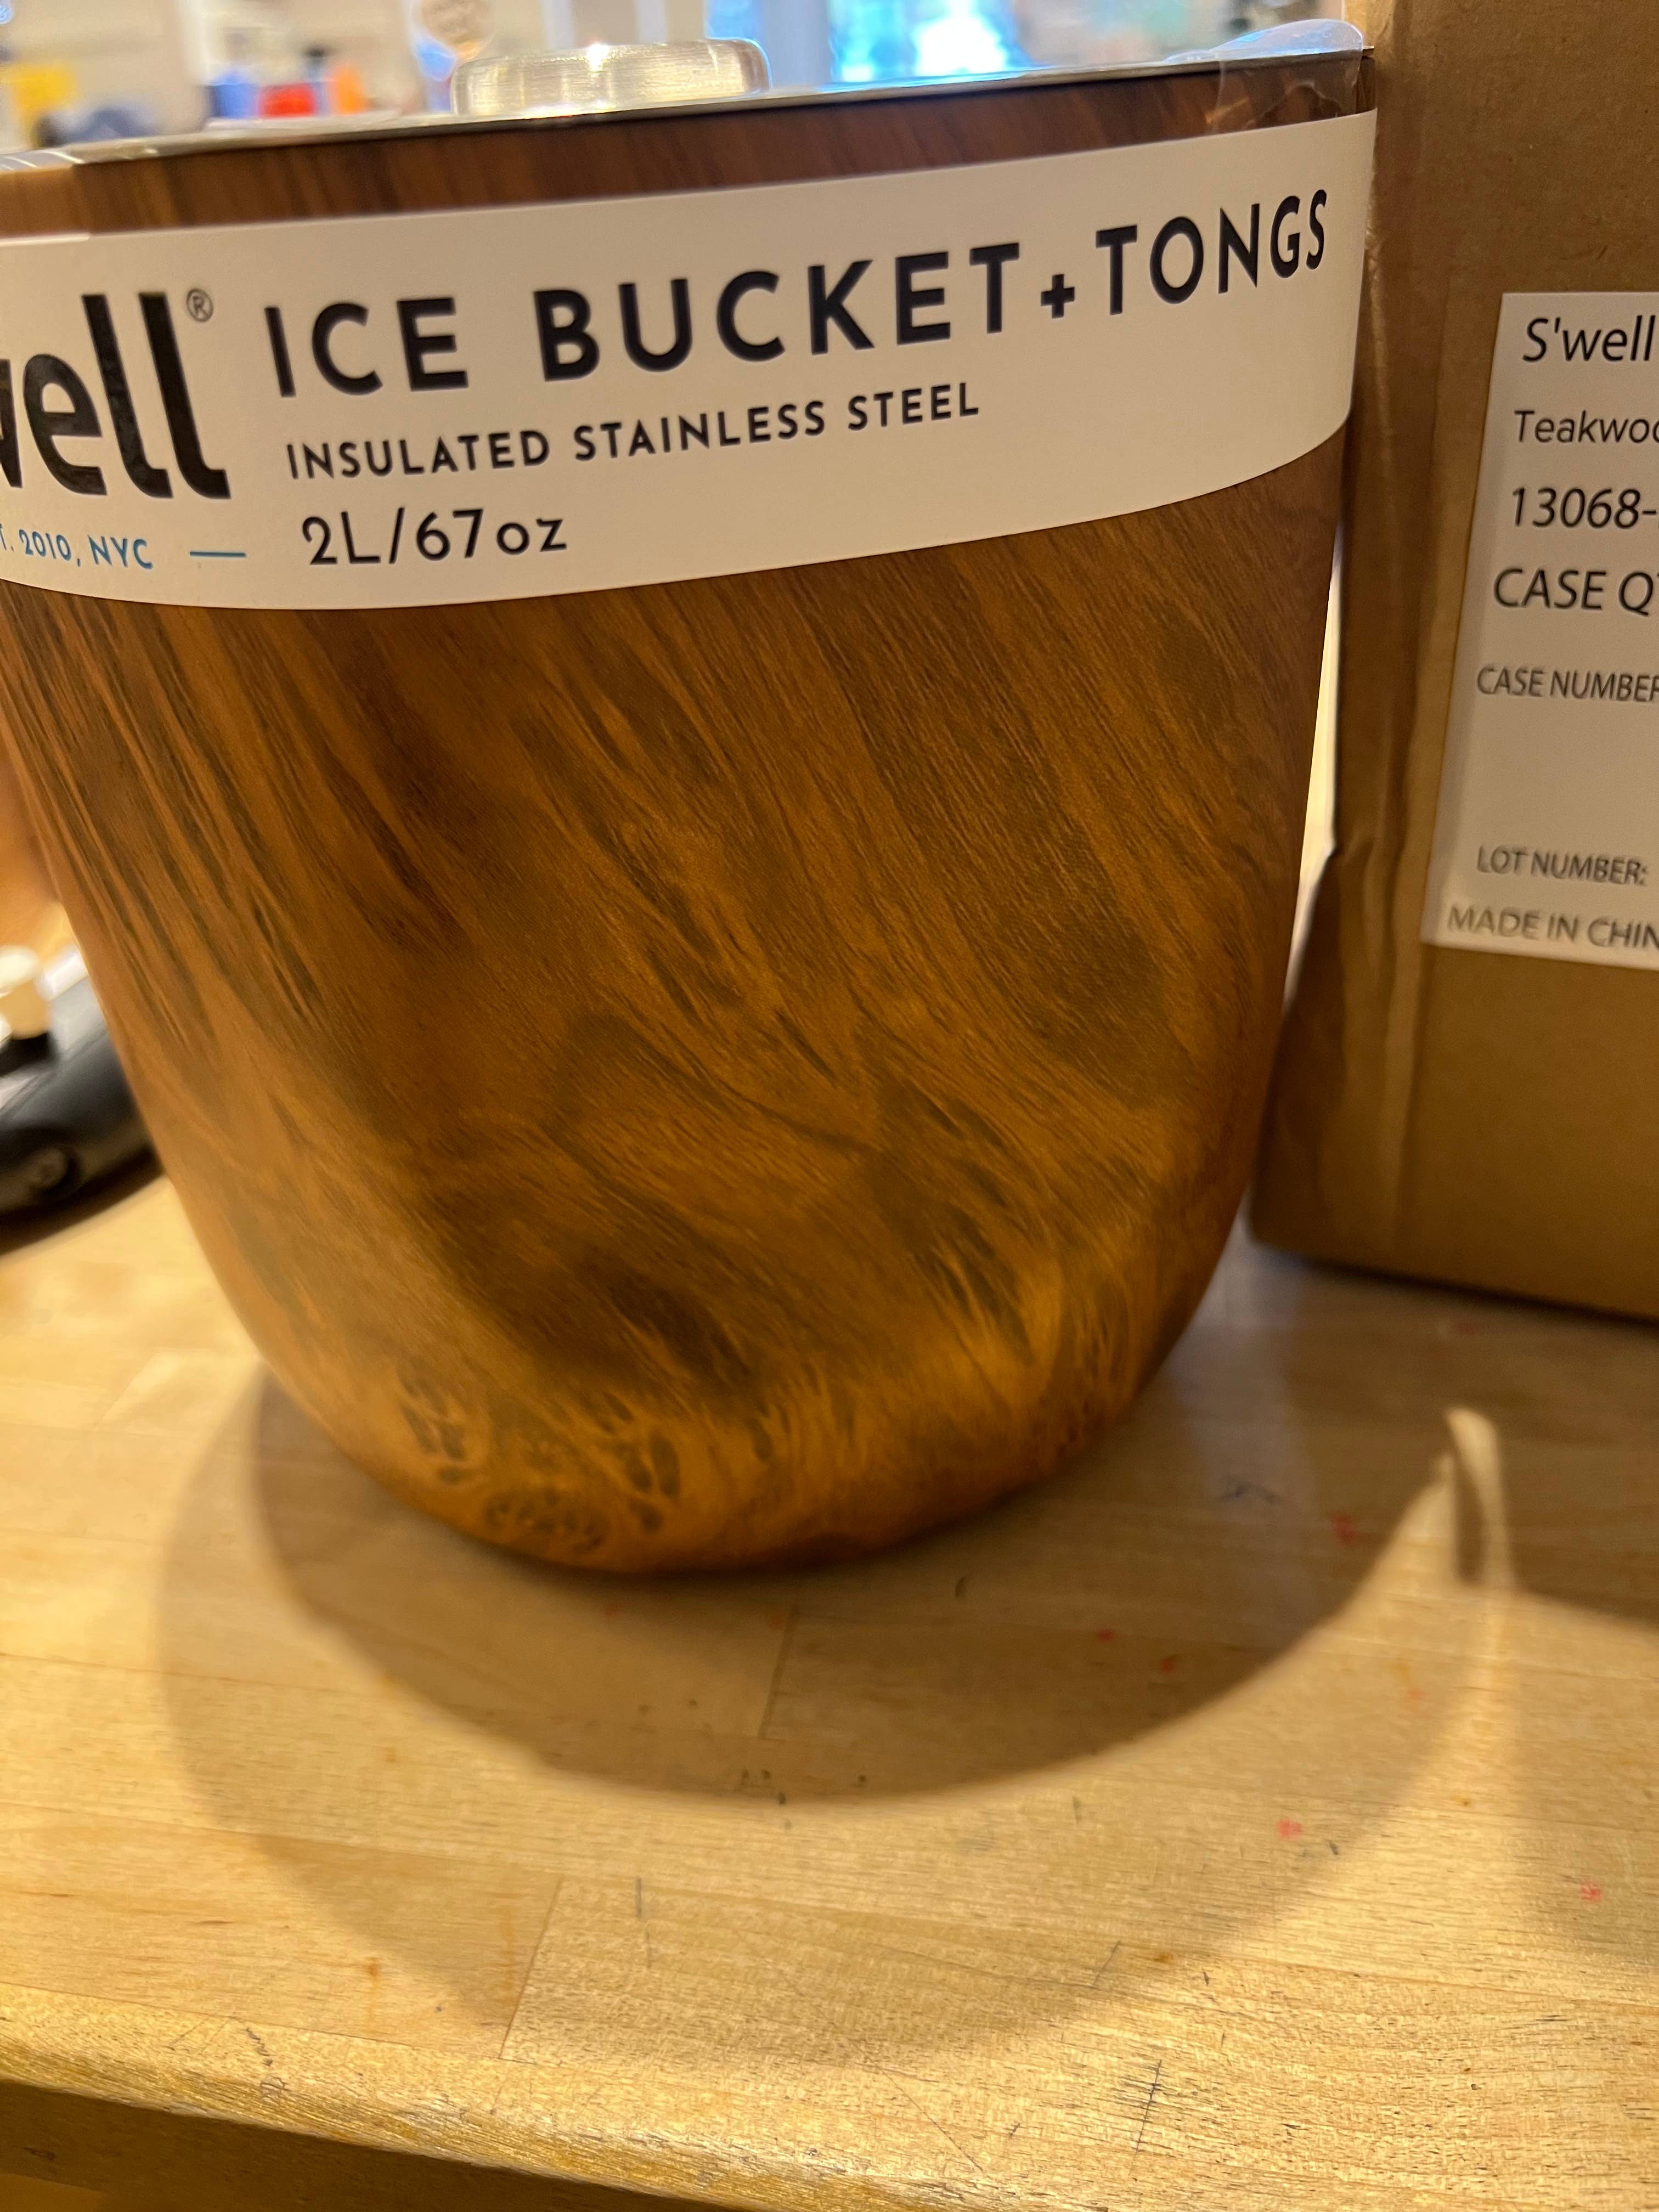 well®
ICE BUCKET+TONGS
INSULATED STAINLESS STEEL
T. 2010, NYC —
2L/67oz
S'well
Teakwoo
13068-
CASE Q
CASE NUMBER
LOT NUMBER:
MADE IN CHIN